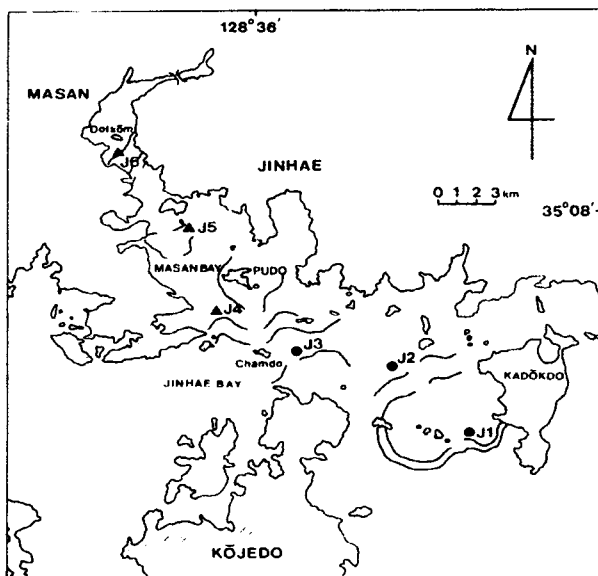 128°36′
N
MASAN
Dotsŏm
J6
JINHAE
0 1 2 3 km
35°08′
J5
MASAN BAY
PUDO
J4
J3
J2
Chamdo
KADŎKDO
JINHAE BAY
J1
KŌJEDO